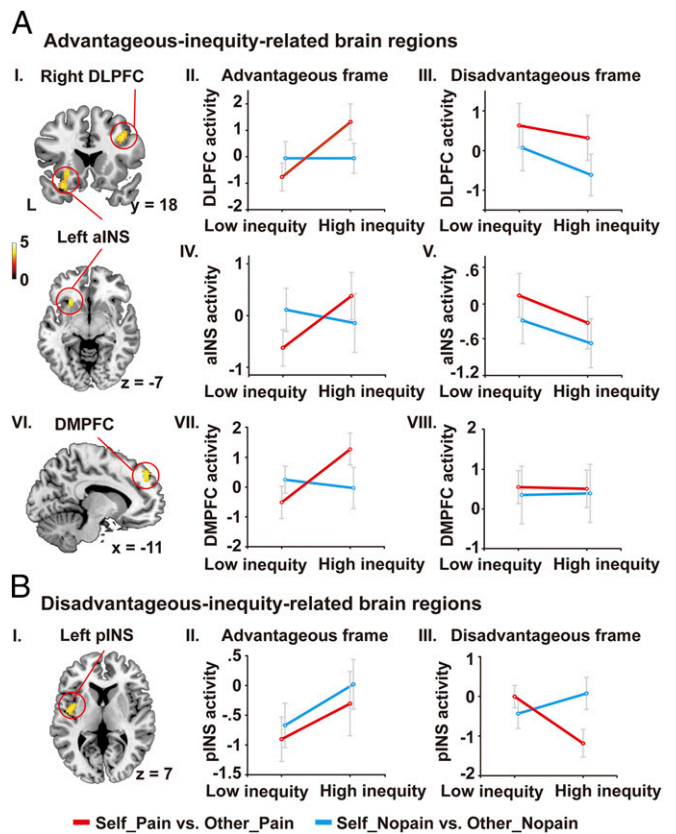 A
Advantageous-inequity-related brain regions
I. Right DLPFC
II. Advantageous frame
III. Disadvantageous frame
L
y = 18
DLPFC activity
2
1
0
-1
-2
Low inequity High inequity
DLPFC activity
1
0
-1
Low inequity High inequity
5
0
Left aINS
z = -7
IV.
aINS activity
1
0
-1
Low inequity High inequity
V.
aINS activity
.6
0
-.6
-1.2
Low inequity High inequity
VI. DMPFC
x = -11
VII.
DMPFC activity
2
1
0
-1
-2
Low inequity High inequity
VIII.
DMPFC activity
2
1
0
-1
Low inequity High inequity
B
Disadvantageous-inequity-related brain regions
I. Left pINS
z = 7
II. Advantageous frame
pINS activity
.5
0
-.5
-1
-1.5
Low inequity High inequity
III. Disadvantageous frame
pINS activity
1
0
-1
-2
Low inequity High inequity
Self_Pain vs. Other_Pain Self_Nopain vs. Other_Nopain